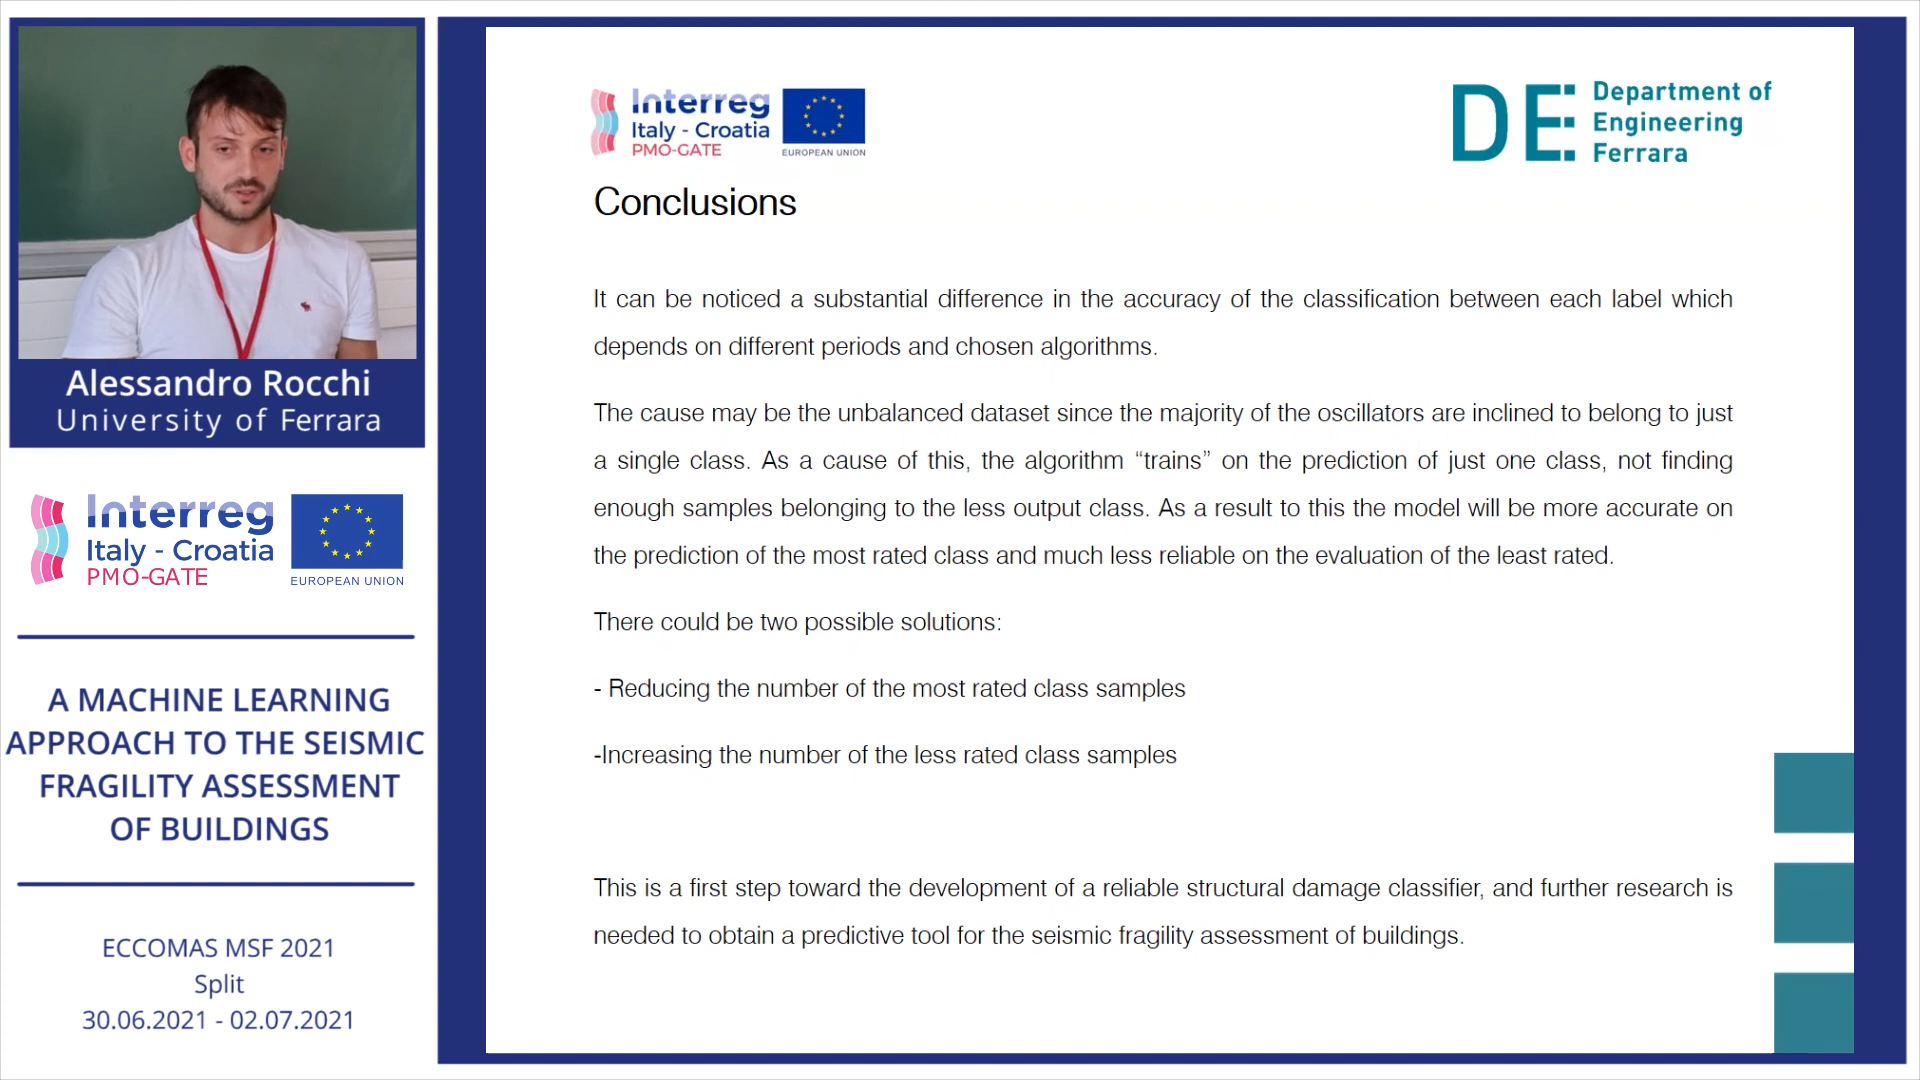 Alessandro Rocchi
University of Ferrara
Interreg
Italy - Croatia
PMO-GATE
EUROPEAN UNION
A MACHINE LEARNING
APPROACH TO THE SEISMIC
FRAGILITY ASSESSMENT
OF BUILDINGS
ECCOMAS MSF 2021
Split
30.06.2021 - 02.07.2021
Interreg
Italy - Croatia
PMO-GATE
EUROPEAN UNION
DE
Department of
Engineering
Ferrara
Conclusions
It can be noticed a substantial difference in the accuracy of the classification between each label which
depends on different periods and chosen algorithms.
The cause may be the unbalanced dataset since the majority of the oscillators are inclined to belong to just
a single class. As a cause of this, the algorithm “trains” on the prediction of just one class, not finding
enough samples belonging to the less output class. As a result to this the model will be more accurate on
the prediction of the most rated class and much less reliable on the evaluation of the least rated.
There could be two possible solutions:
- Reducing the number of the most rated class samples
-Increasing the number of the less rated class samples
This is a first step toward the development of a reliable structural damage classifier, and further research is
needed to obtain a predictive tool for the seismic fragility assessment of buildings.